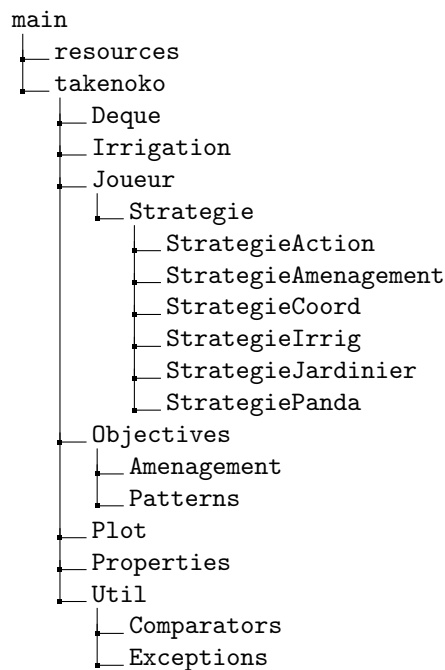 main
resources
takenoko
Deque
Irrigation
Joueur
Strategie
StrategieAction
StrategieAmenagement
StrategieCoord
StrategieIrrig
StrategieJardinier
StrategiePanda
Objectives
Amenagement
Patterns
Plot
Properties
Util
Comparators
Exceptions